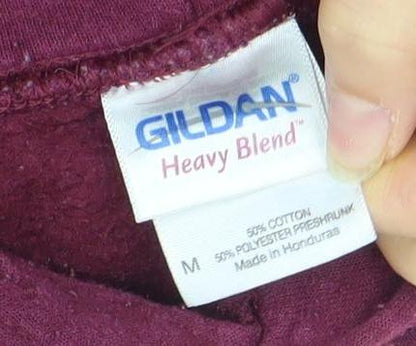 GILDAN®
Heavy Blend™
50% COTTON
50% POLYESTER PRESHRUNK
M Made in Honduras